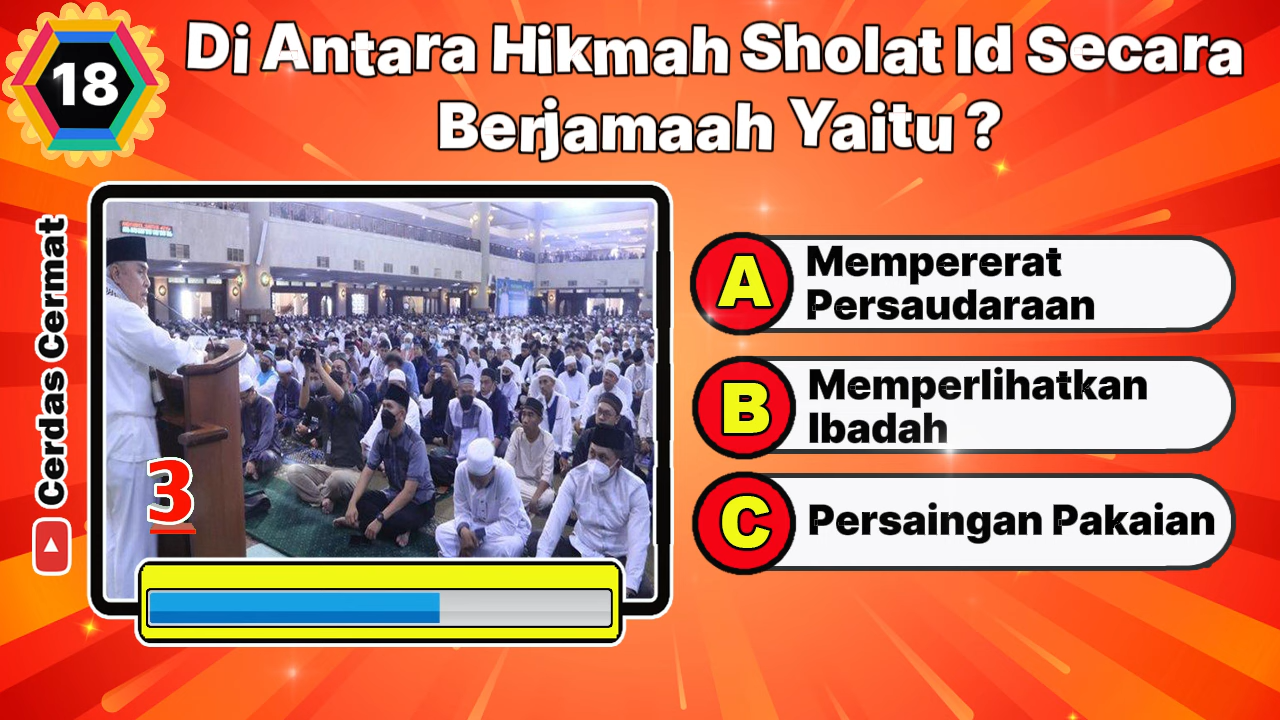 18
Di Antara Hikmah Sholat Id Secara
Berjamaah Yaitu ?
Cerdas Cermat
A
Mempererat
Persaudaraan
B
Memperlihatkan
Ibadah
C
Persaingan Pakaian
3